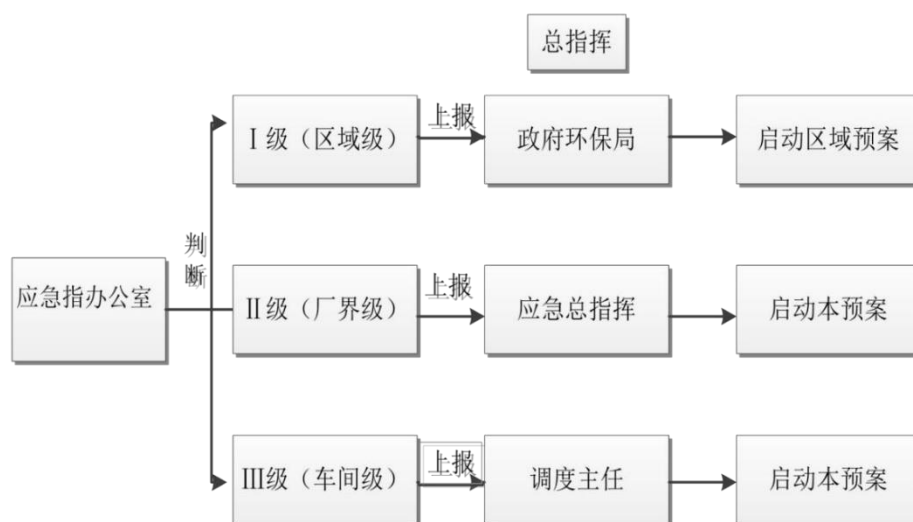 总指挥
Ⅰ级（区域级）
上报
政府环保局
启动区域预案
判断
应急指办公室
Ⅱ级（厂界级）
上报
应急总指挥
启动本预案
Ⅲ级（车间级）
上报
调度主任
启动本预案